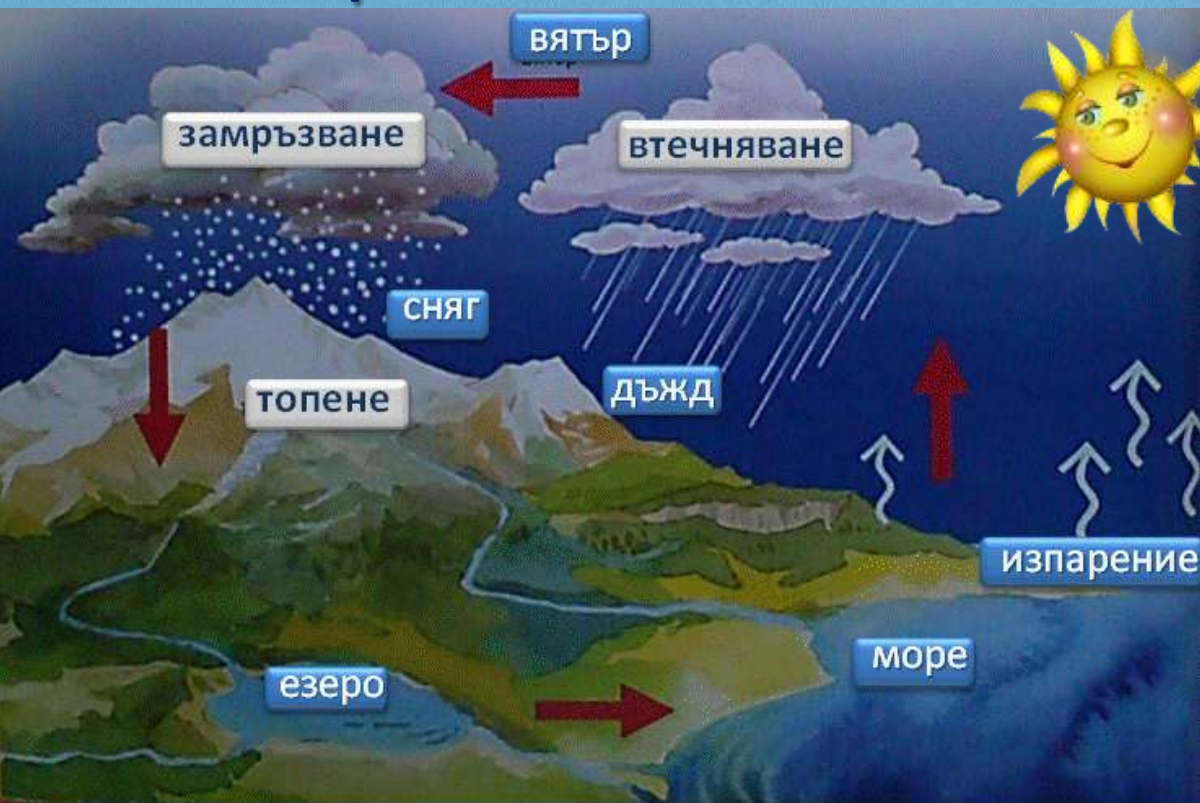 вятър
замръзване
втечняване
сняг
дъжд
топене
изпарение
море
езеро